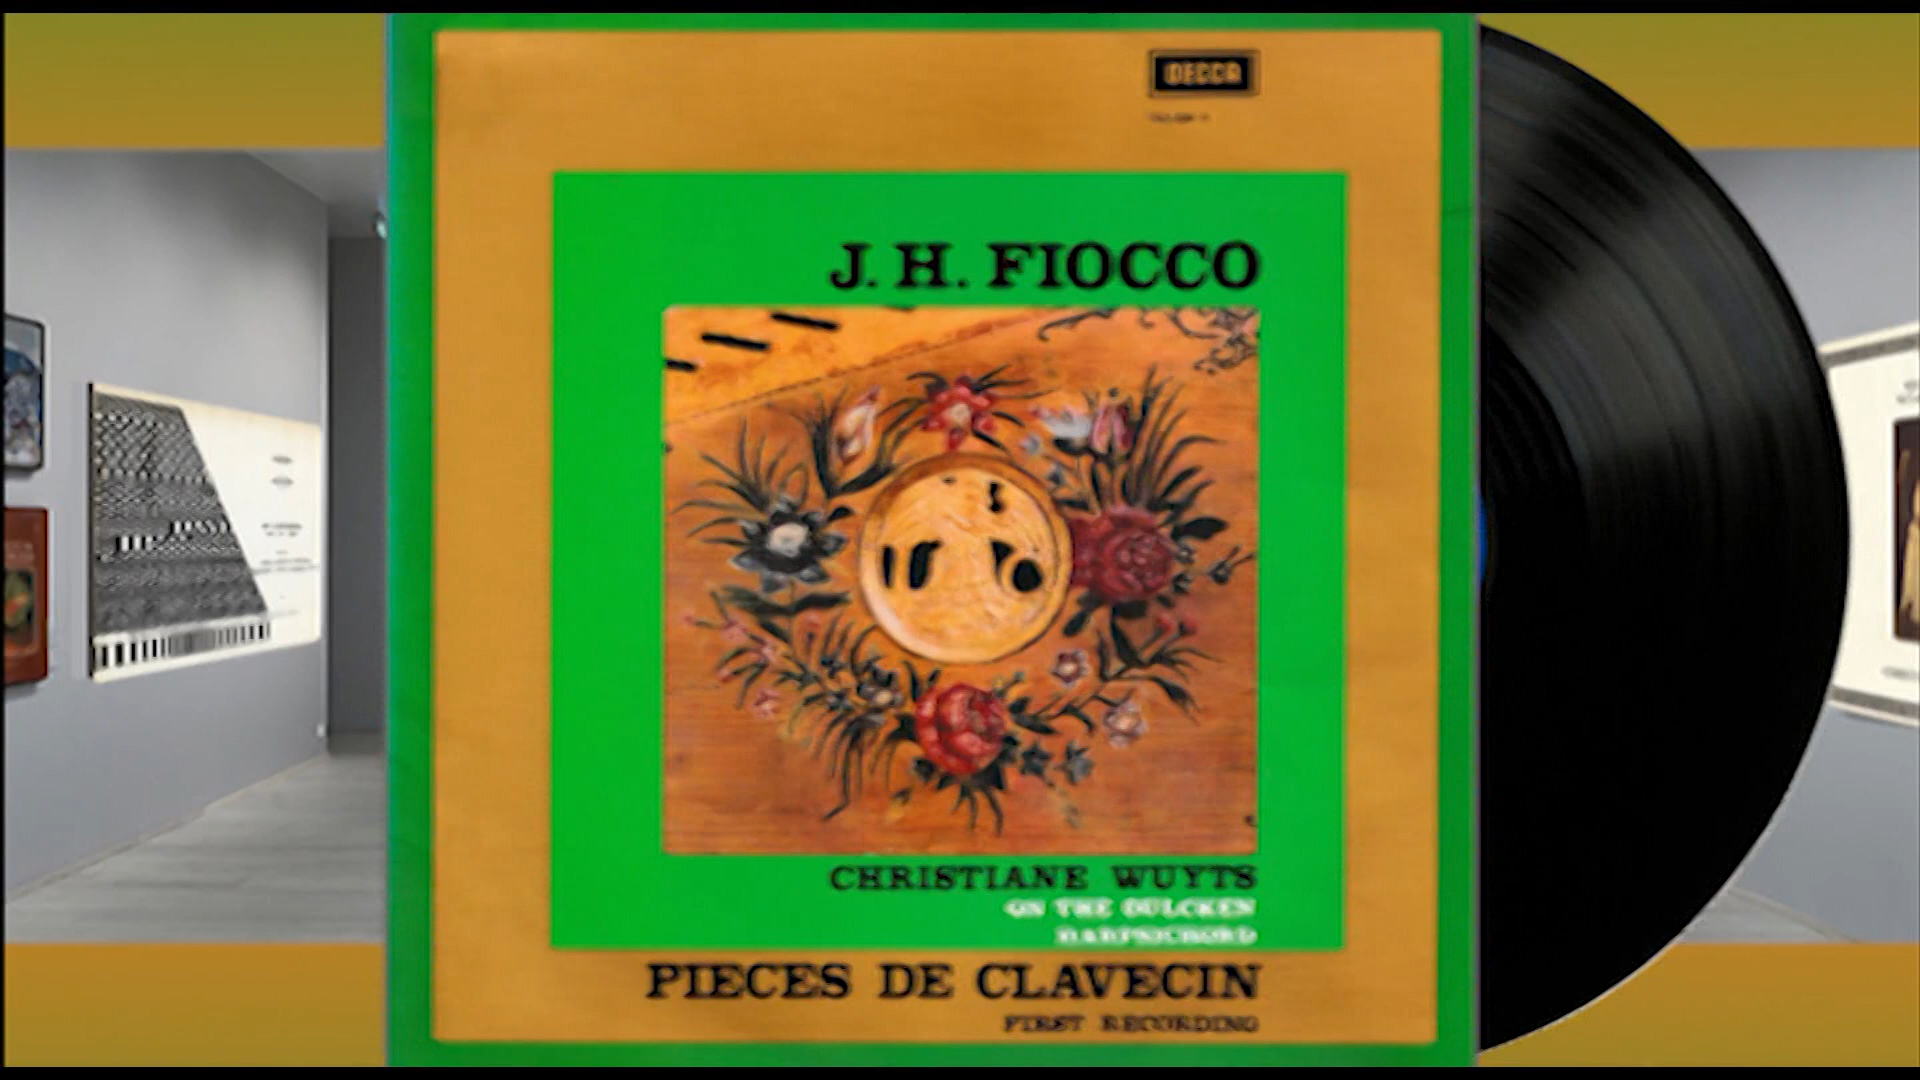 DECCA
J. H. FIOCCO
CHRISTIANE WUYTS
ON THE DULCKEN
HARPSICHORD
PIECES DE CLAVECIN
FIRST RECORDING